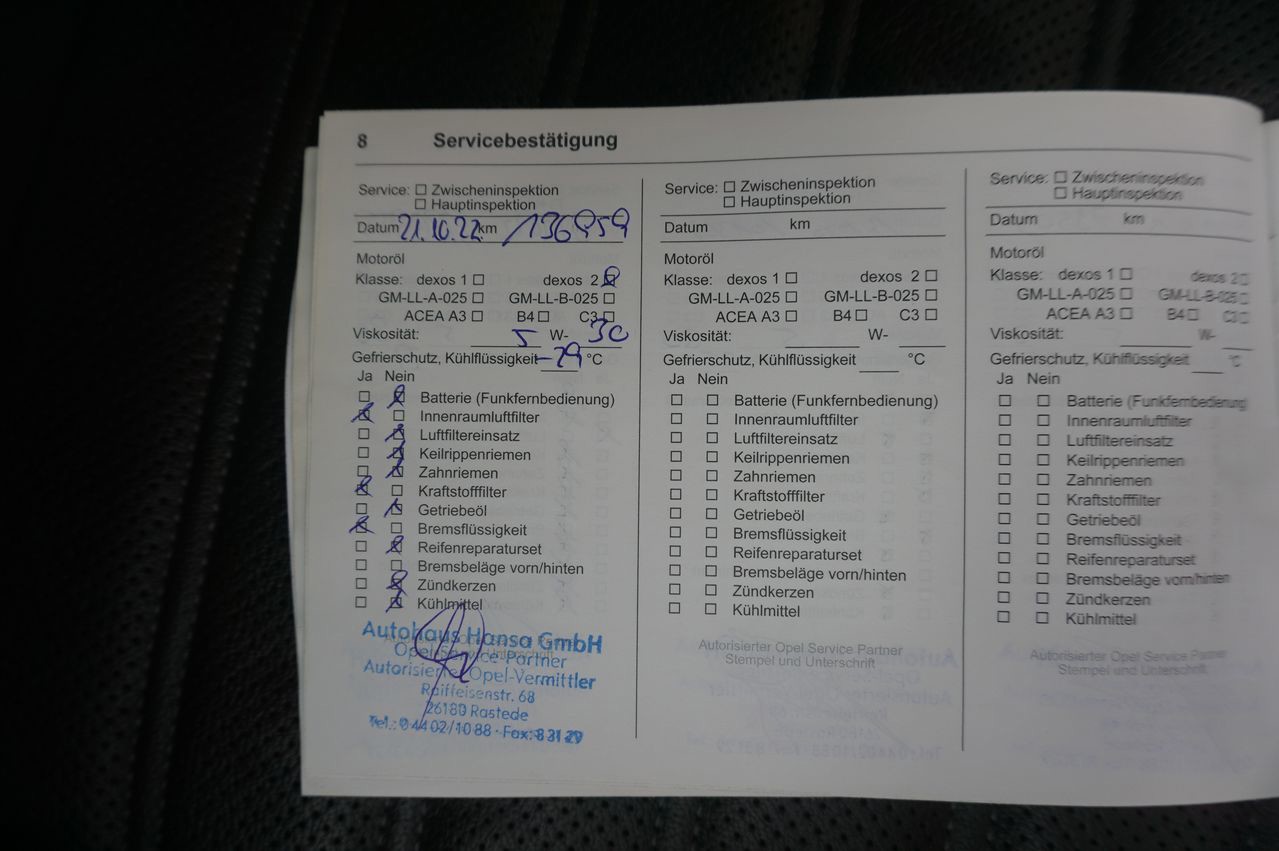 8 Servicebestätigung
Service: ☐ Zwischeninspektion
☐ Hauptinspektion
Datum 21.10.22 km 136959
Motoröl
Klasse: dexos 1 ☐ dexos 2 ☒
GM-LL-A-025 ☐ GM-LL-B-025 ☐
ACEA A3 ☐ B4 ☐ C3 ☐
Viskosität: 5 W- 30
Gefrierschutz, Kühlflüssigkeit -29 °C
Ja Nein
☐ ☒ Batterie (Funkfernbedienung)
☒ ☐ Innenraumluftfilter
☐ ☒ Luftfiltereinsatz
☐ ☒ Keilrippenriemen
☐ ☒ Zahnriemen
☒ ☐ Kraftstofffilter
☐ ☒ Getriebeöl
☒ ☐ Bremsflüssigkeit
☐ ☒ Reifenreparaturset
☐ ☐ Bremsbeläge vorn/hinten
☐ ☒ Zündkerzen
☐ ☒ Kühlmittel
Autohaus Hansa GmbH
Opel-Service-Partner
Autorisierter Opel-Vermittler
Raiffeisenstr. 68
26180 Rastede
Tel.: 0 44 02/10 88 · Fax: 8 31 29
Service: ☐ Zwischeninspektion
☐ Hauptinspektion
Datum km
Motoröl
Klasse: dexos 1 ☐ dexos 2 ☐
GM-LL-A-025 ☐ GM-LL-B-025 ☐
ACEA A3 ☐ B4 ☐ C3 ☐
Viskosität: W-
Gefrierschutz, Kühlflüssigkeit °C
Ja Nein
☐ ☐ Batterie (Funkfernbedienung)
☐ ☐ Innenraumluftfilter
☐ ☐ Luftfiltereinsatz
☐ ☐ Keilrippenriemen
☐ ☐ Zahnriemen
☐ ☐ Kraftstofffilter
☐ ☐ Getriebeöl
☐ ☐ Bremsflüssigkeit
☐ ☐ Reifenreparaturset
☐ ☐ Bremsbeläge vorn/hinten
☐ ☐ Zündkerzen
☐ ☐ Kühlmittel
Autorisierter Opel Service Partner
Stempel und Unterschrift
Service: ☐ Zwischeninspektion
☐ Hauptinspektion
Datum km
Motoröl
Klasse: dexos 1 ☐ dexos 2 ☐
GM-LL-A-025 ☐ GM-LL-B-025 ☐
ACEA A3 ☐ B4 ☐ C3 ☐
Viskosität: W-
Gefrierschutz, Kühlflüssigkeit °C
Ja Nein
☐ ☐ Batterie (Funkfernbedienung)
☐ ☐ Innenraumluftfilter
☐ ☐ Luftfiltereinsatz
☐ ☐ Keilrippenriemen
☐ ☐ Zahnriemen
☐ ☐ Kraftstofffilter
☐ ☐ Getriebeöl
☐ ☐ Bremsflüssigkeit
☐ ☐ Reifenreparaturset
☐ ☐ Bremsbeläge vorn/hinten
☐ ☐ Zündkerzen
☐ ☐ Kühlmittel
Autorisierter Opel Service Partner
Stempel und Unterschrift